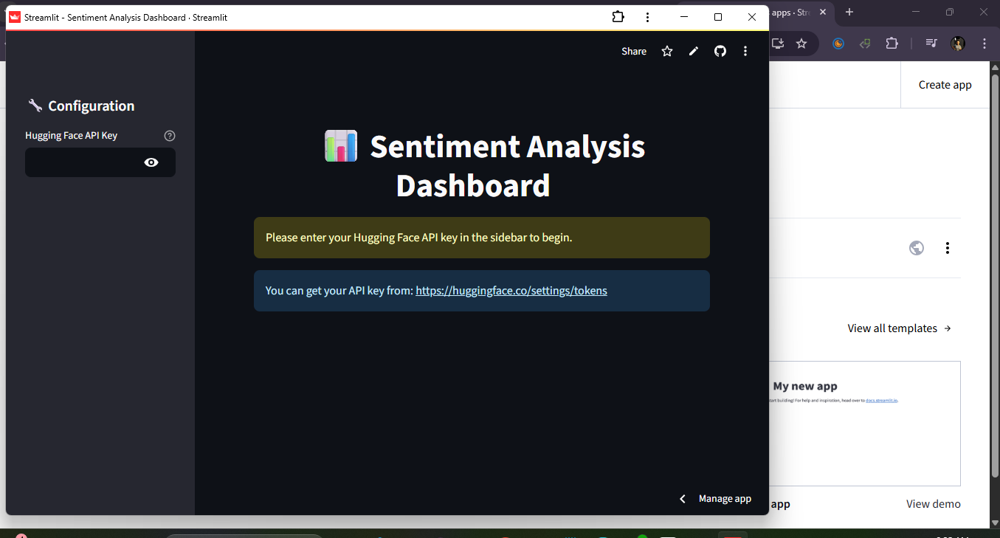 Streamlit - Sentiment Analysis Dashboard · Streamlit
apps · Stre
Share
Create app
Configuration
Hugging Face API Key
Sentiment Analysis
Dashboard
Please enter your Hugging Face API key in the sidebar to begin.
You can get your API key from: https://huggingface.co/settings/tokens
View all templates
My new app
start building! For help and inspiration, head over to docs.streamlit.io.
Manage app
app
View demo